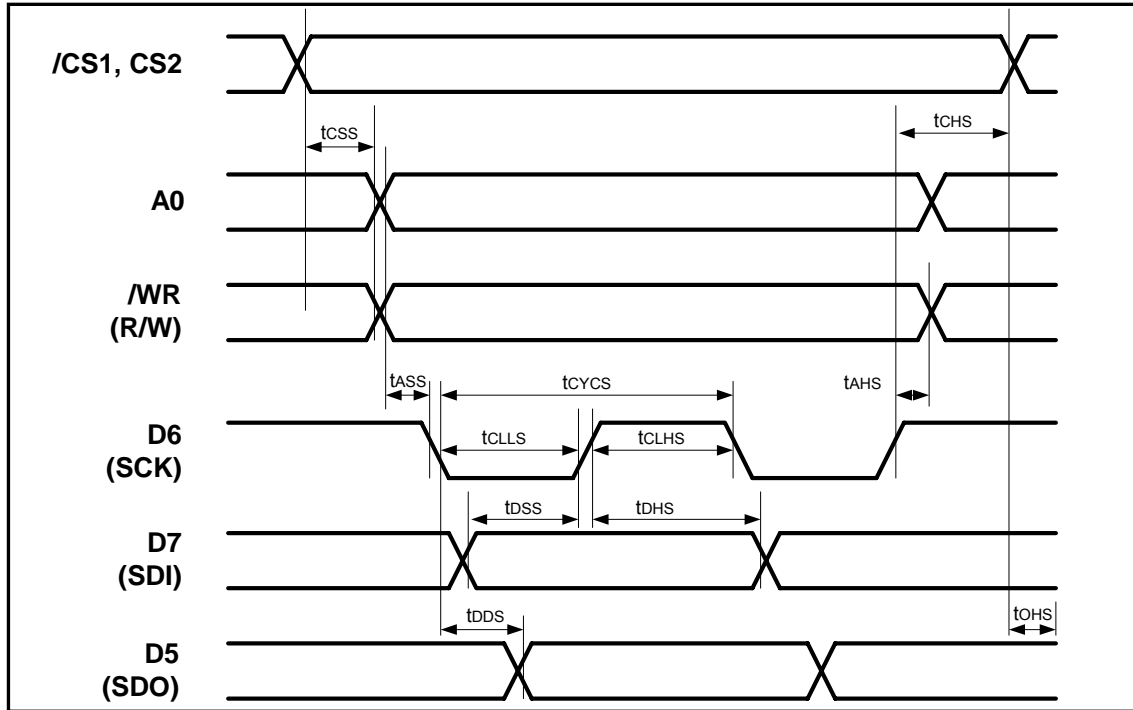 /CS1, CS2
tCSS
tCHS
A0
/WR
(R/W)
tASS
tCYCS
tAHS
D6
(SCK)
tCLLS
tCLHS
tDSS
tDHS
D7
(SDI)
tDDS
tOHS
D5
(SDO)